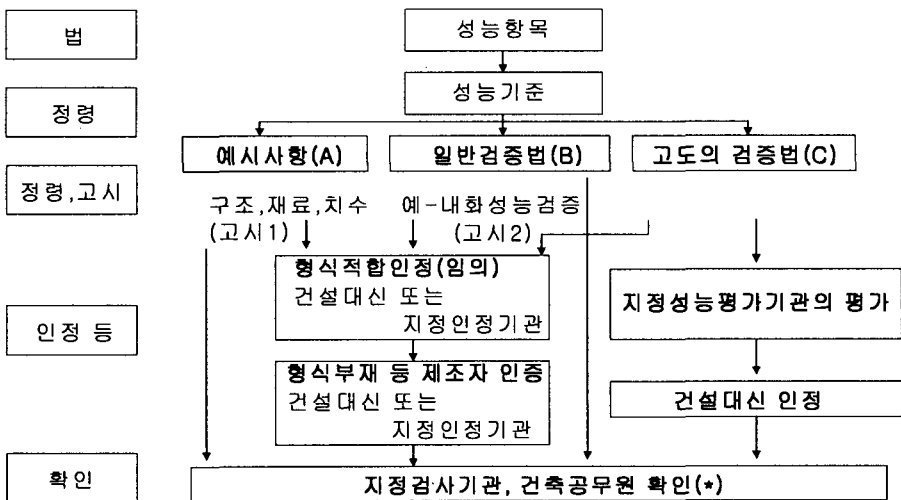 법
성능항목
정령
성능기준
예시사항(A)
일반검증법(B)
고도의 검증법(C)
정령,고시
구조,재료,치수
(고시1)
예-내화성능검증
(고시2)
형식적합인정(임의)
건설대신 또는
지정인정기관
지정성능평가기관의 평가
인정 등
형식부재 등 제조자 인증
건설대신 또는
지정인정기관
건설대신 인정
확인
지정검사기관, 건축공무원 확인(*)